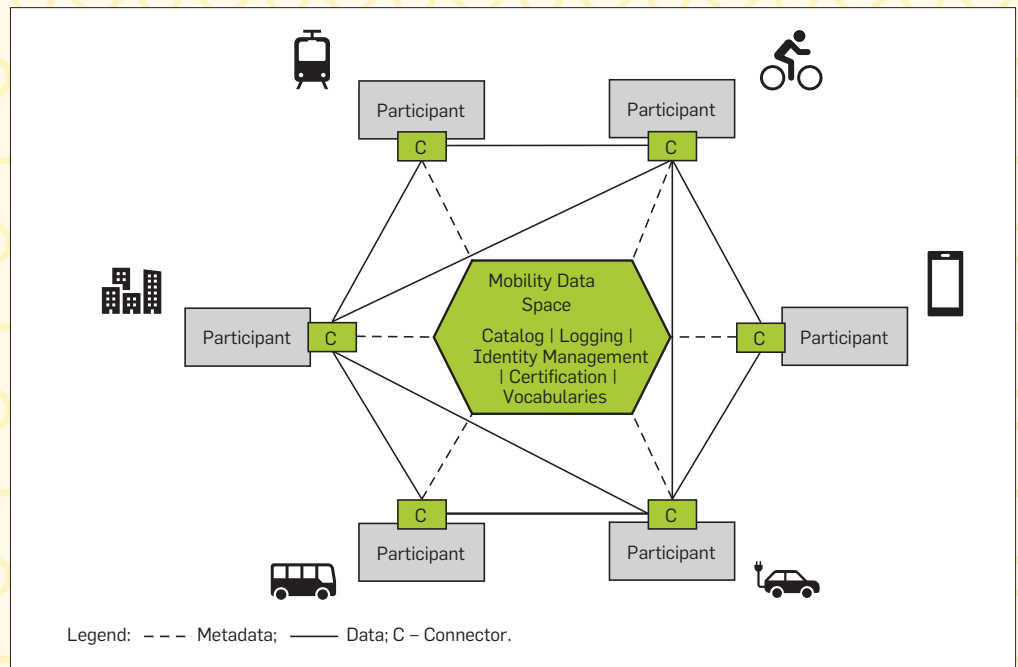 Participant
Participant
C
C
Mobility Data
Space
Catalog | Logging |
Identity Management
| Certification |
Vocabularies
Participant
C
C
Participant
C
C
Participant
Participant
Legend: – – – Metadata; —— Data; C – Connector.